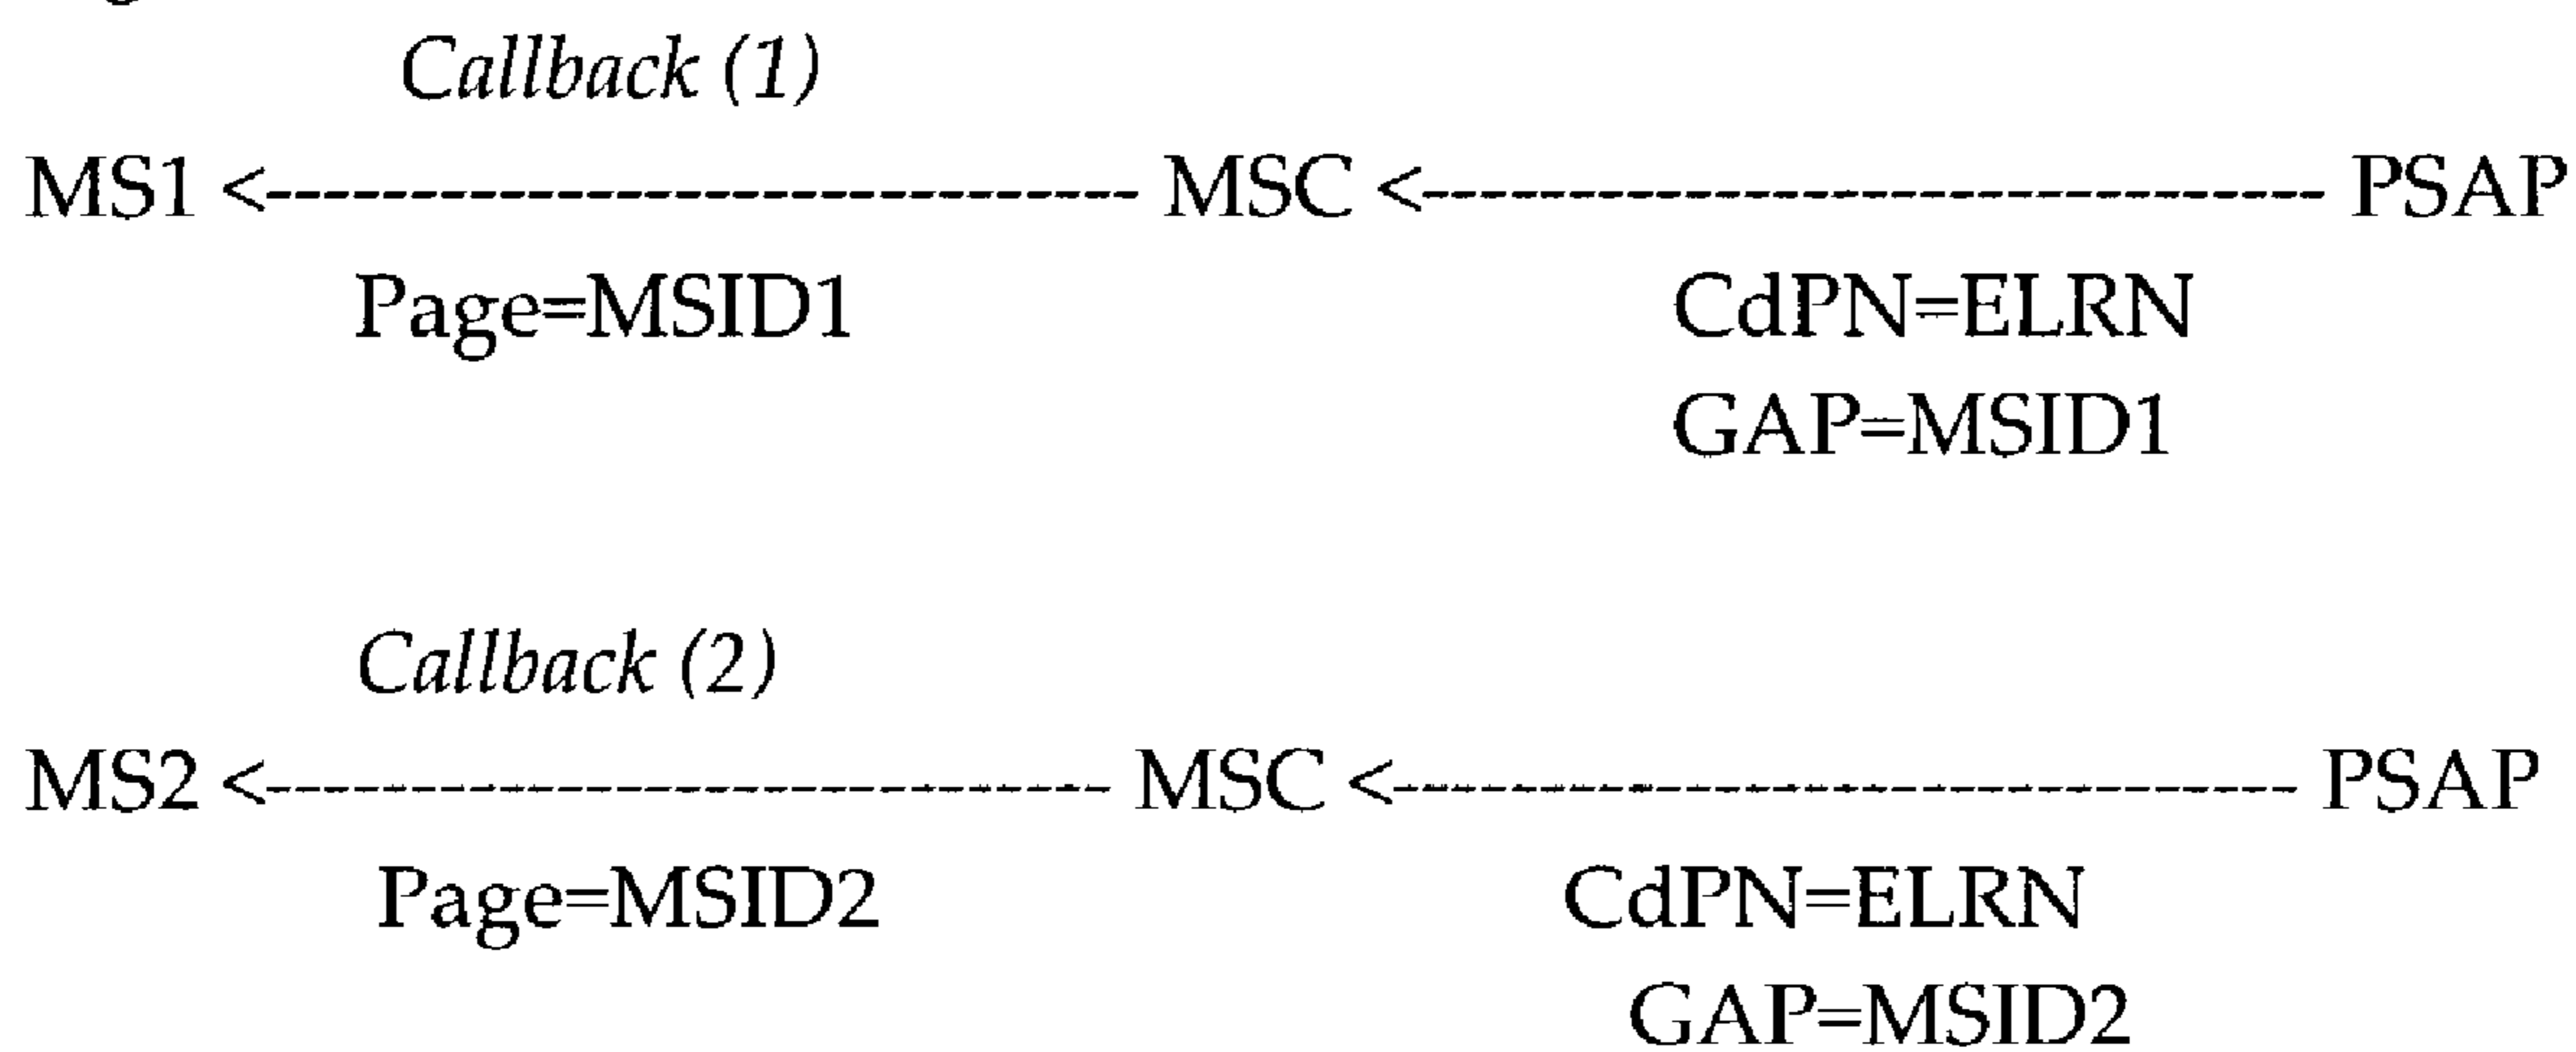 Callback (1)
MS1 <------------------------------ MSC <------------------------------- PSAP
Page=MSID1 CdPN=ELRN
GAP=MSID1
Callback (2)
MS2 <----------------------------- MSC <------------------------------- PSAP
Page=MSID2 CdPN=ELRN
GAP=MSID2